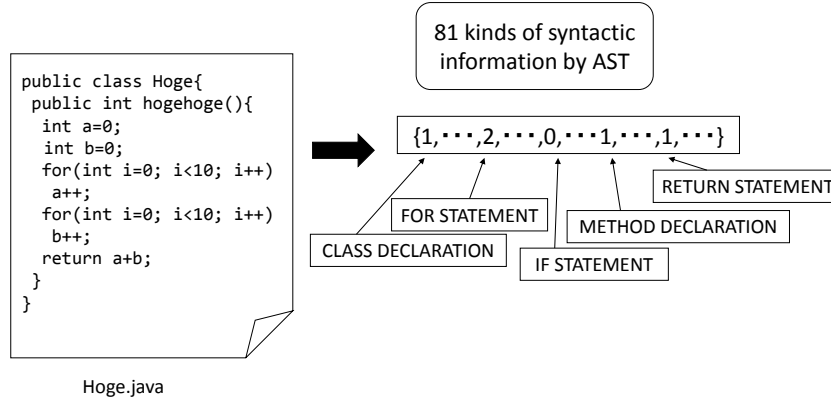 81 kinds of syntactic
information by AST
public class Hoge{
public int hogehoge(){
int a=0;
int b=0;
for(int i=0; i<10; i++)
a++;
for(int i=0; i<10; i++)
b++;
return a+b;
}
}
Hoge.java
{1,･･･,2,･･･,0,･･･1,･･･,1,･･･}
RETURN STATEMENT
FOR STATEMENT
METHOD DECLARATION
CLASS DECLARATION
IF STATEMENT